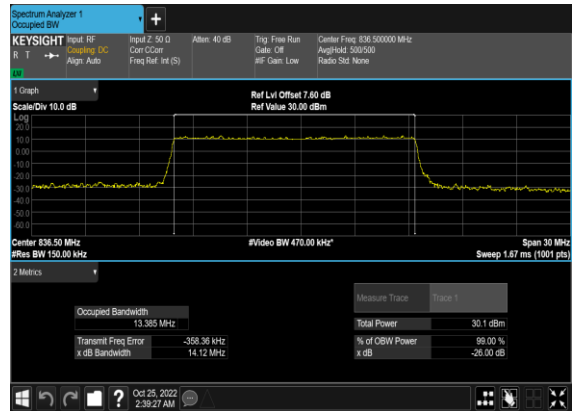 Spectrum Analyzer 1
Occupied BW
+
KEYSIGHT Input: RF Input Z: 50 Ω Atten: 40 dB Trig: Free Run Center Freq: 836.500000 MHz
R T Coupling: DC Corr CCorr Gate: Off Avg|Hold: 500/500
Align: Auto Freq Ref: Int (S) #IF Gain: Low Radio Std: None
LW
1 Graph
Scale/Div 10.0 dB
Ref Lvl Offset 7.60 dB
Ref Value 30.00 dBm
Log
20.0
10.0
0.00
-10.0
-20.0
-30.0
-40.0
-50.0
-60.0
Center 836.50 MHz #Video BW 470.00 kHz* Span 30 MHz
#Res BW 150.00 kHz Sweep 1.67 ms (1001 pts)
2 Metrics
Measure Trace Trace 1
Occupied Bandwidth
13.385 MHz
Total Power 30.1 dBm
Transmit Freq Error -358.36 kHz % of OBW Power 99.00 %
x dB Bandwidth 14.12 MHz x dB -26.00 dB
? Oct 25, 2022
2:39:27 AM